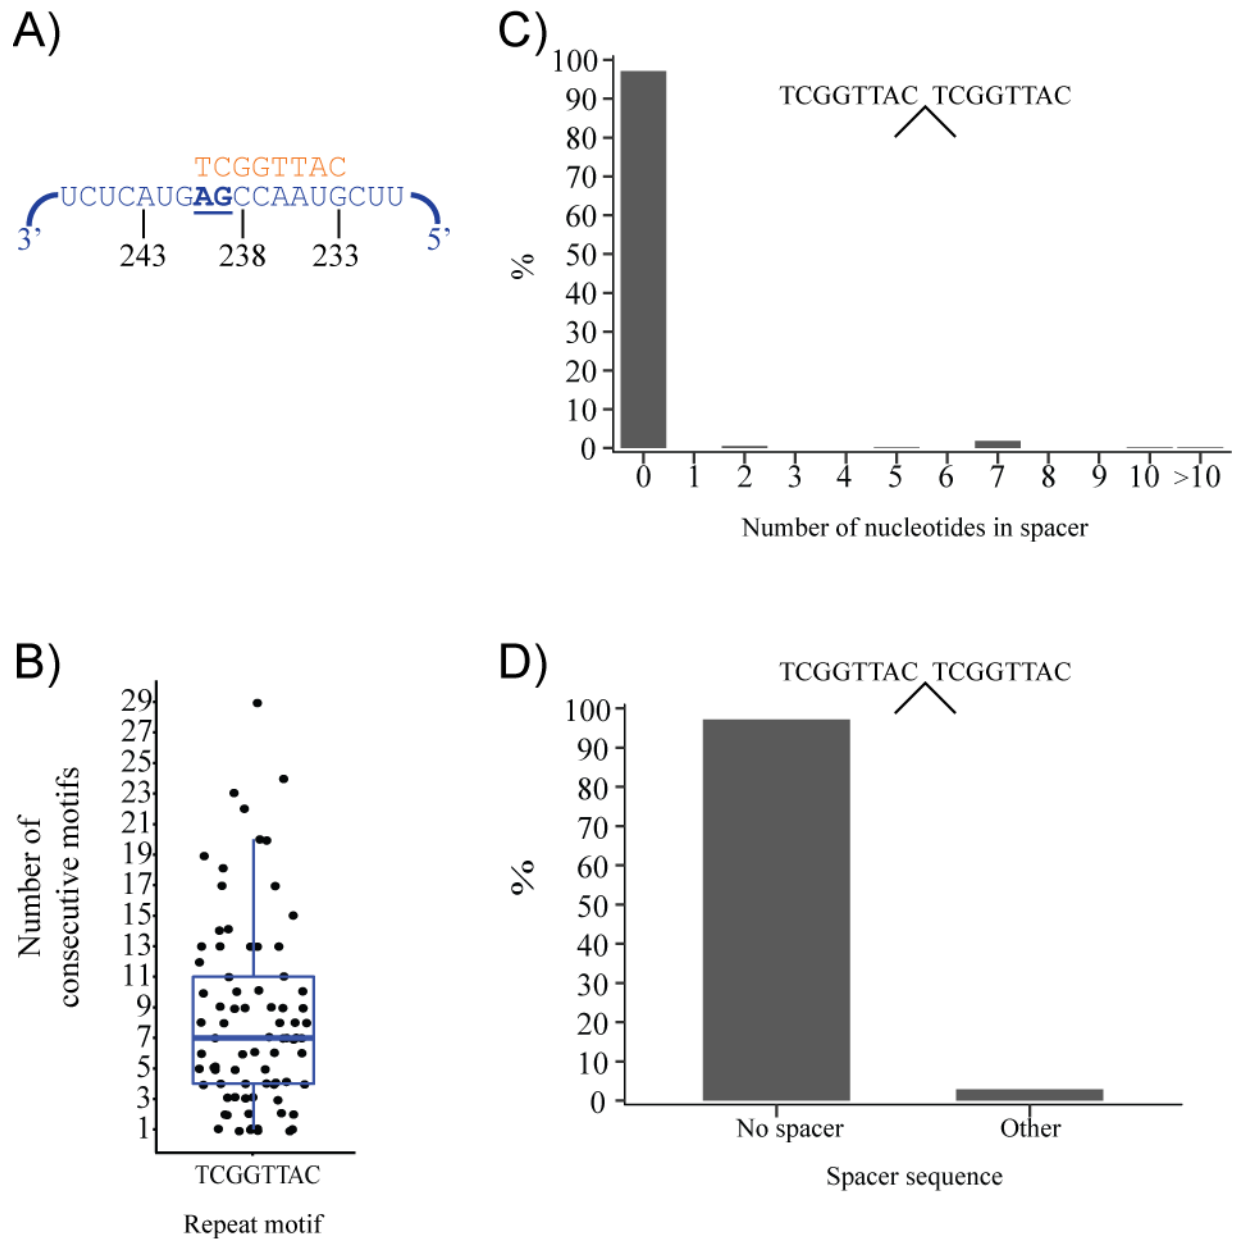 A)
TCGGTTAC
UCUCAUGAGCCAAUGCUU
3’ 5’
243 238 233
C)
TCGGTTAC TCGGTTAC
100
90
80
70
60
50
40
30
20
10
0
%
0 1 2 3 4 5 6 7 8 9 10 >10
Number of nucleotides in spacer
B)
29
27
25
23
21
19
17
15
13
11
9
7
5
3
1
Number of
consecutive motifs
TCGGTTAC
Repeat motif
D)
TCGGTTAC TCGGTTAC
100
90
80
70
60
50
40
30
20
10
0
%
No spacer Other
Spacer sequence